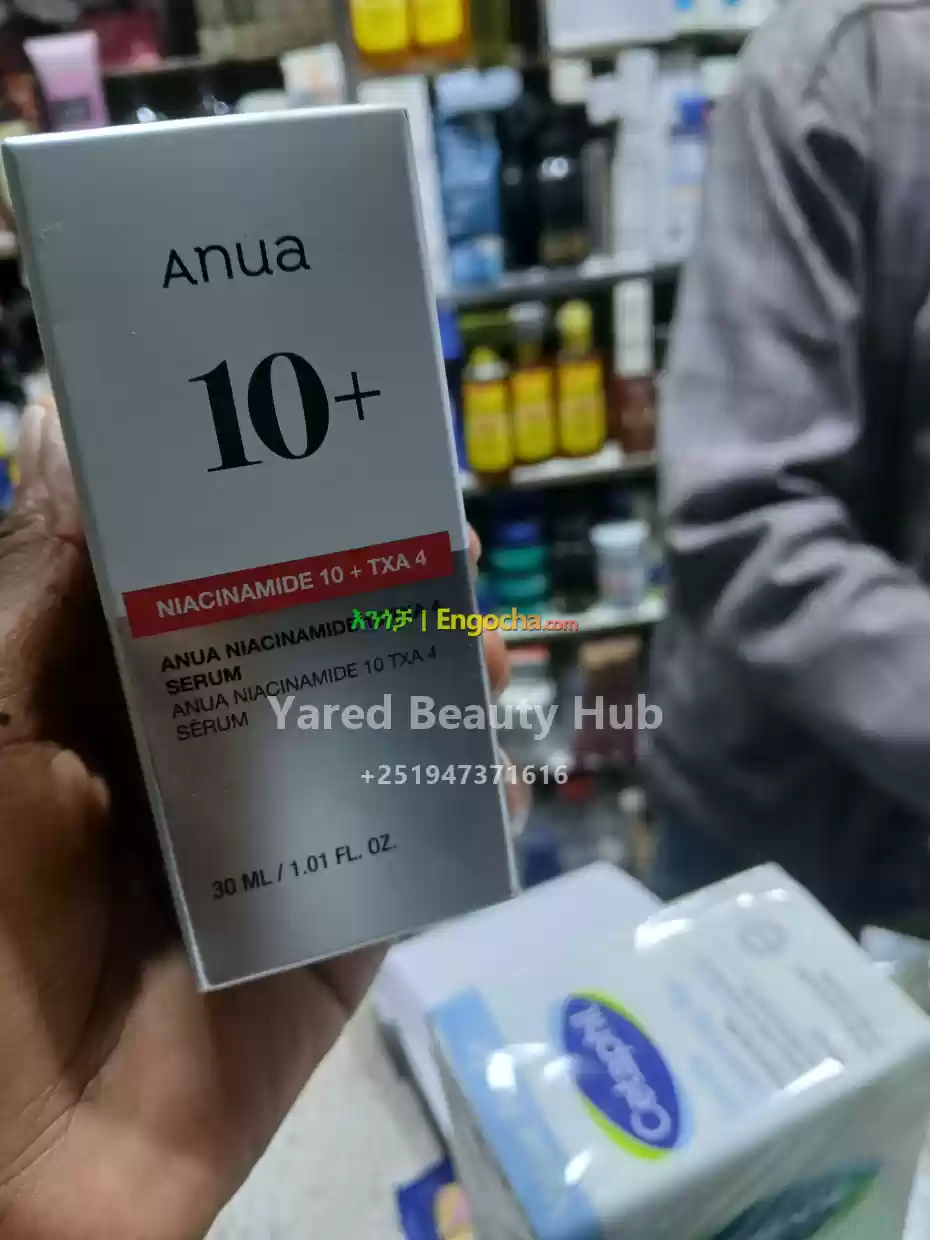 Anua
10+
NIACINAMIDE 10 + TXA 4
ANUA NIACINAMIDE
SERUM
ANUA NIACINAMIDE 10 TXA 4
SÉRUM
እንጎቻ | Engocha.com
Yared Beauty Hub
+251947371616
30 ML / 1.01 FL. OZ.
Cetaphil